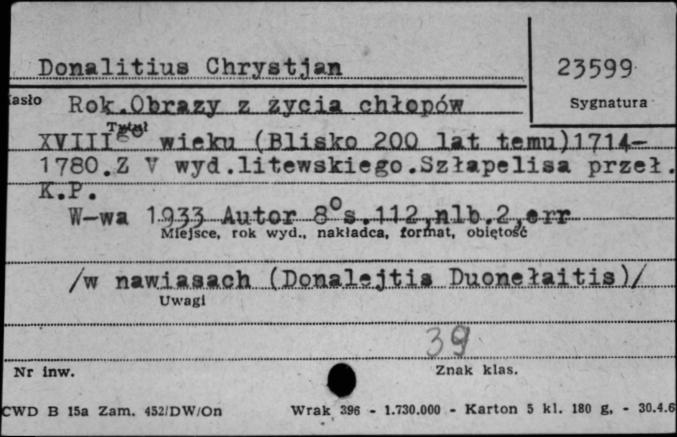 Donalitius Chrystjan
23599
Sygnatura
asło
Rok.Obrazy z życia chłopów
Tytuł
XVIIIgo wieku (Blisko 200 lat temu)1714-
1780.Z V wyd.litewskiego.Szłapelisa przeł.
K.P.
W-wa 1933 Autor 8°s.112,nlb.2,err
Miejsce, rok wyd., nakładca, format, objętość
/w nawiasach (Donalejtis Duonełaitis)/
Uwagi
39
Nr inw.
Znak klas.
CWD B 15a Zam. 452/DW/On
Wrak 396 - 1.730.000 - Karton 5 kl. 180 g. - 30.4.6